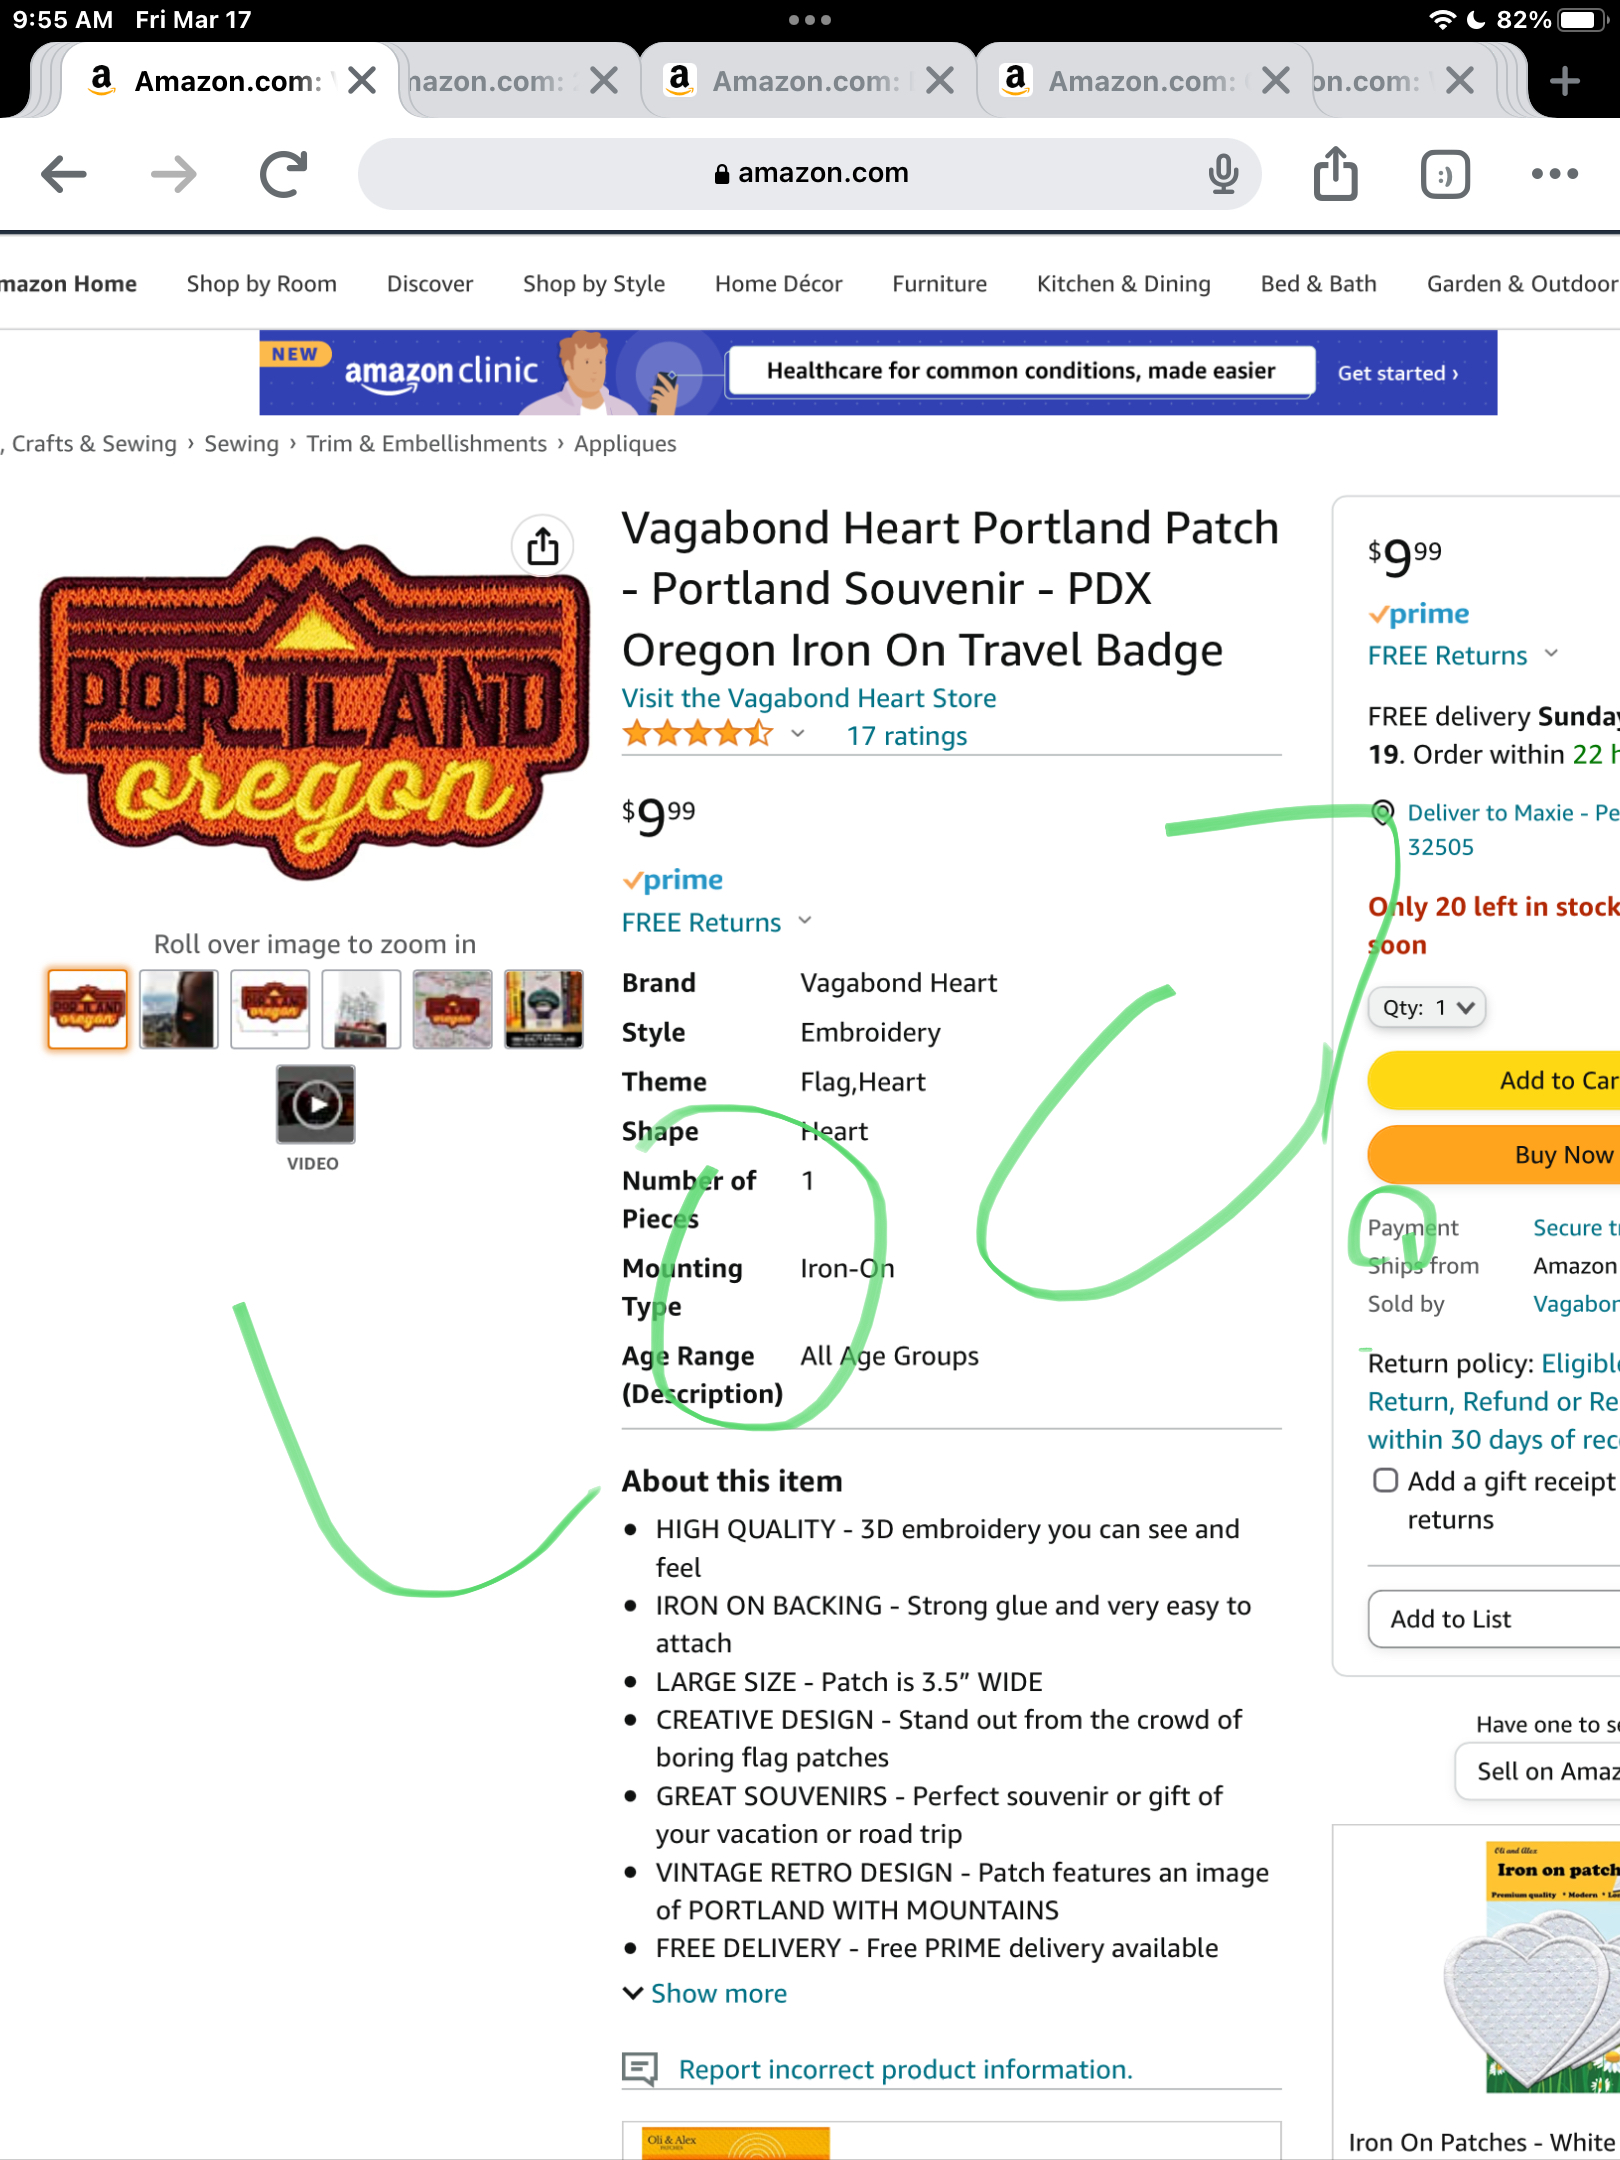 9:55 AM Fri Mar 17
82%
Amazon.com:
mazon.com:
Amazon.com:
Amazon.com:
on.com:
amazon.com
mazon Home Shop by Room Discover Shop by Style Home Décor Furniture Kitchen & Dining Bed & Bath Garden & Outdoor
NEW
amazon clinic
Healthcare for common conditions, made easier
Get started ›
, Crafts & Sewing › Sewing › Trim & Embellishments › Appliques
PORTLAND
oregon
Roll over image to zoom in
VIDEO
Vagabond Heart Portland Patch
- Portland Souvenir - PDX
Oregon Iron On Travel Badge
Visit the Vagabond Heart Store
17 ratings
$9.99
prime
FREE Returns
Brand Vagabond Heart
Style Embroidery
Theme Flag,Heart
Shape Heart
Number of 1
Pieces
Mounting Iron-On
Type
Age Range All Age Groups
(Description)
About this item
• HIGH QUALITY - 3D embroidery you can see and
feel
• IRON ON BACKING - Strong glue and very easy to
attach
• LARGE SIZE - Patch is 3.5” WIDE
• CREATIVE DESIGN - Stand out from the crowd of
boring flag patches
• GREAT SOUVENIRS - Perfect souvenir or gift of
your vacation or road trip
• VINTAGE RETRO DESIGN - Patch features an image
of PORTLAND WITH MOUNTAINS
• FREE DELIVERY - Free PRIME delivery available
Show more
Report incorrect product information.
Oli & Alex
PATCHES
$9.99
prime
FREE Returns
FREE delivery Sunday
19. Order within 22 h
Deliver to Maxie - Pe
32505
Only 20 left in stock
soon
Qty: 1
Add to Car
Buy Now
Payment Secure t
Ships from Amazon
Sold by Vagabon
Return policy: Eligible
Return, Refund or Re
within 30 days of rec
Add a gift receipt
returns
Add to List
Have one to s
Sell on Amaz
Oli and Alex
Iron on patch
Premium quality * Modern
Iron On Patches - White